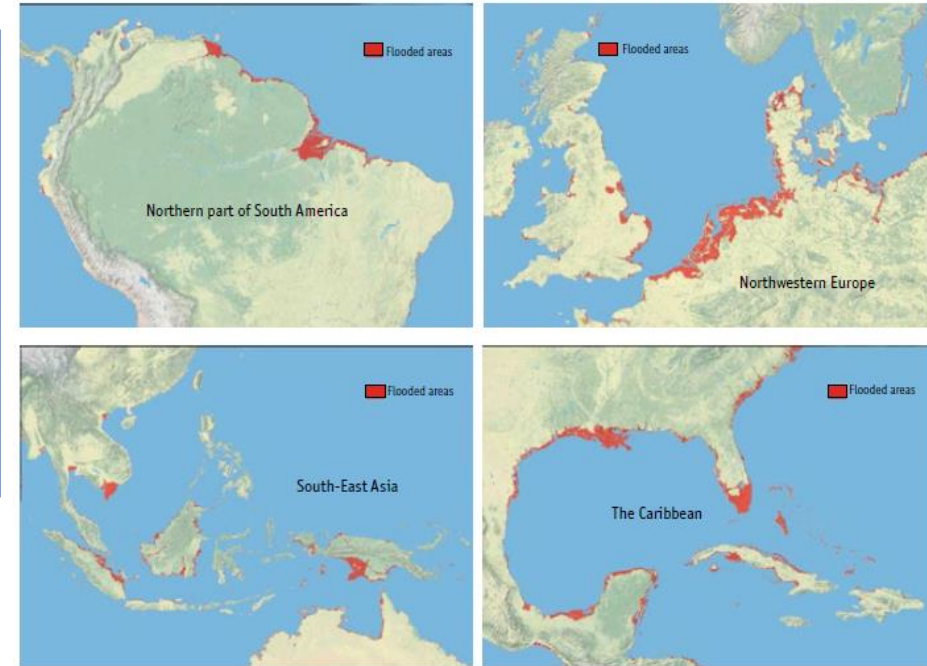 Flooded areas
Northern part of South America
Flooded areas
Northwestern Europe
Flooded areas
South-East Asia
Flooded areas
The Caribbean